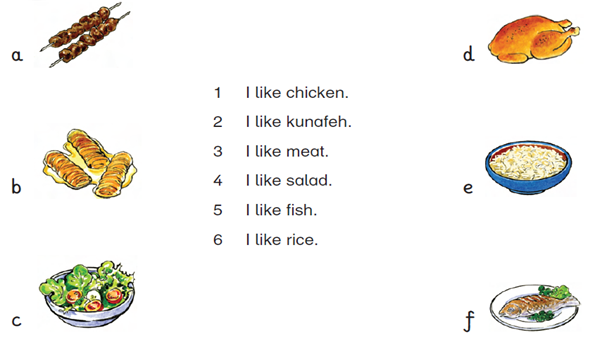 a
b
c
1 I like chicken.
2 I like kunafeh.
3 I like meat.
4 I like salad.
5 I like fish.
6 I like rice.
d
e
f